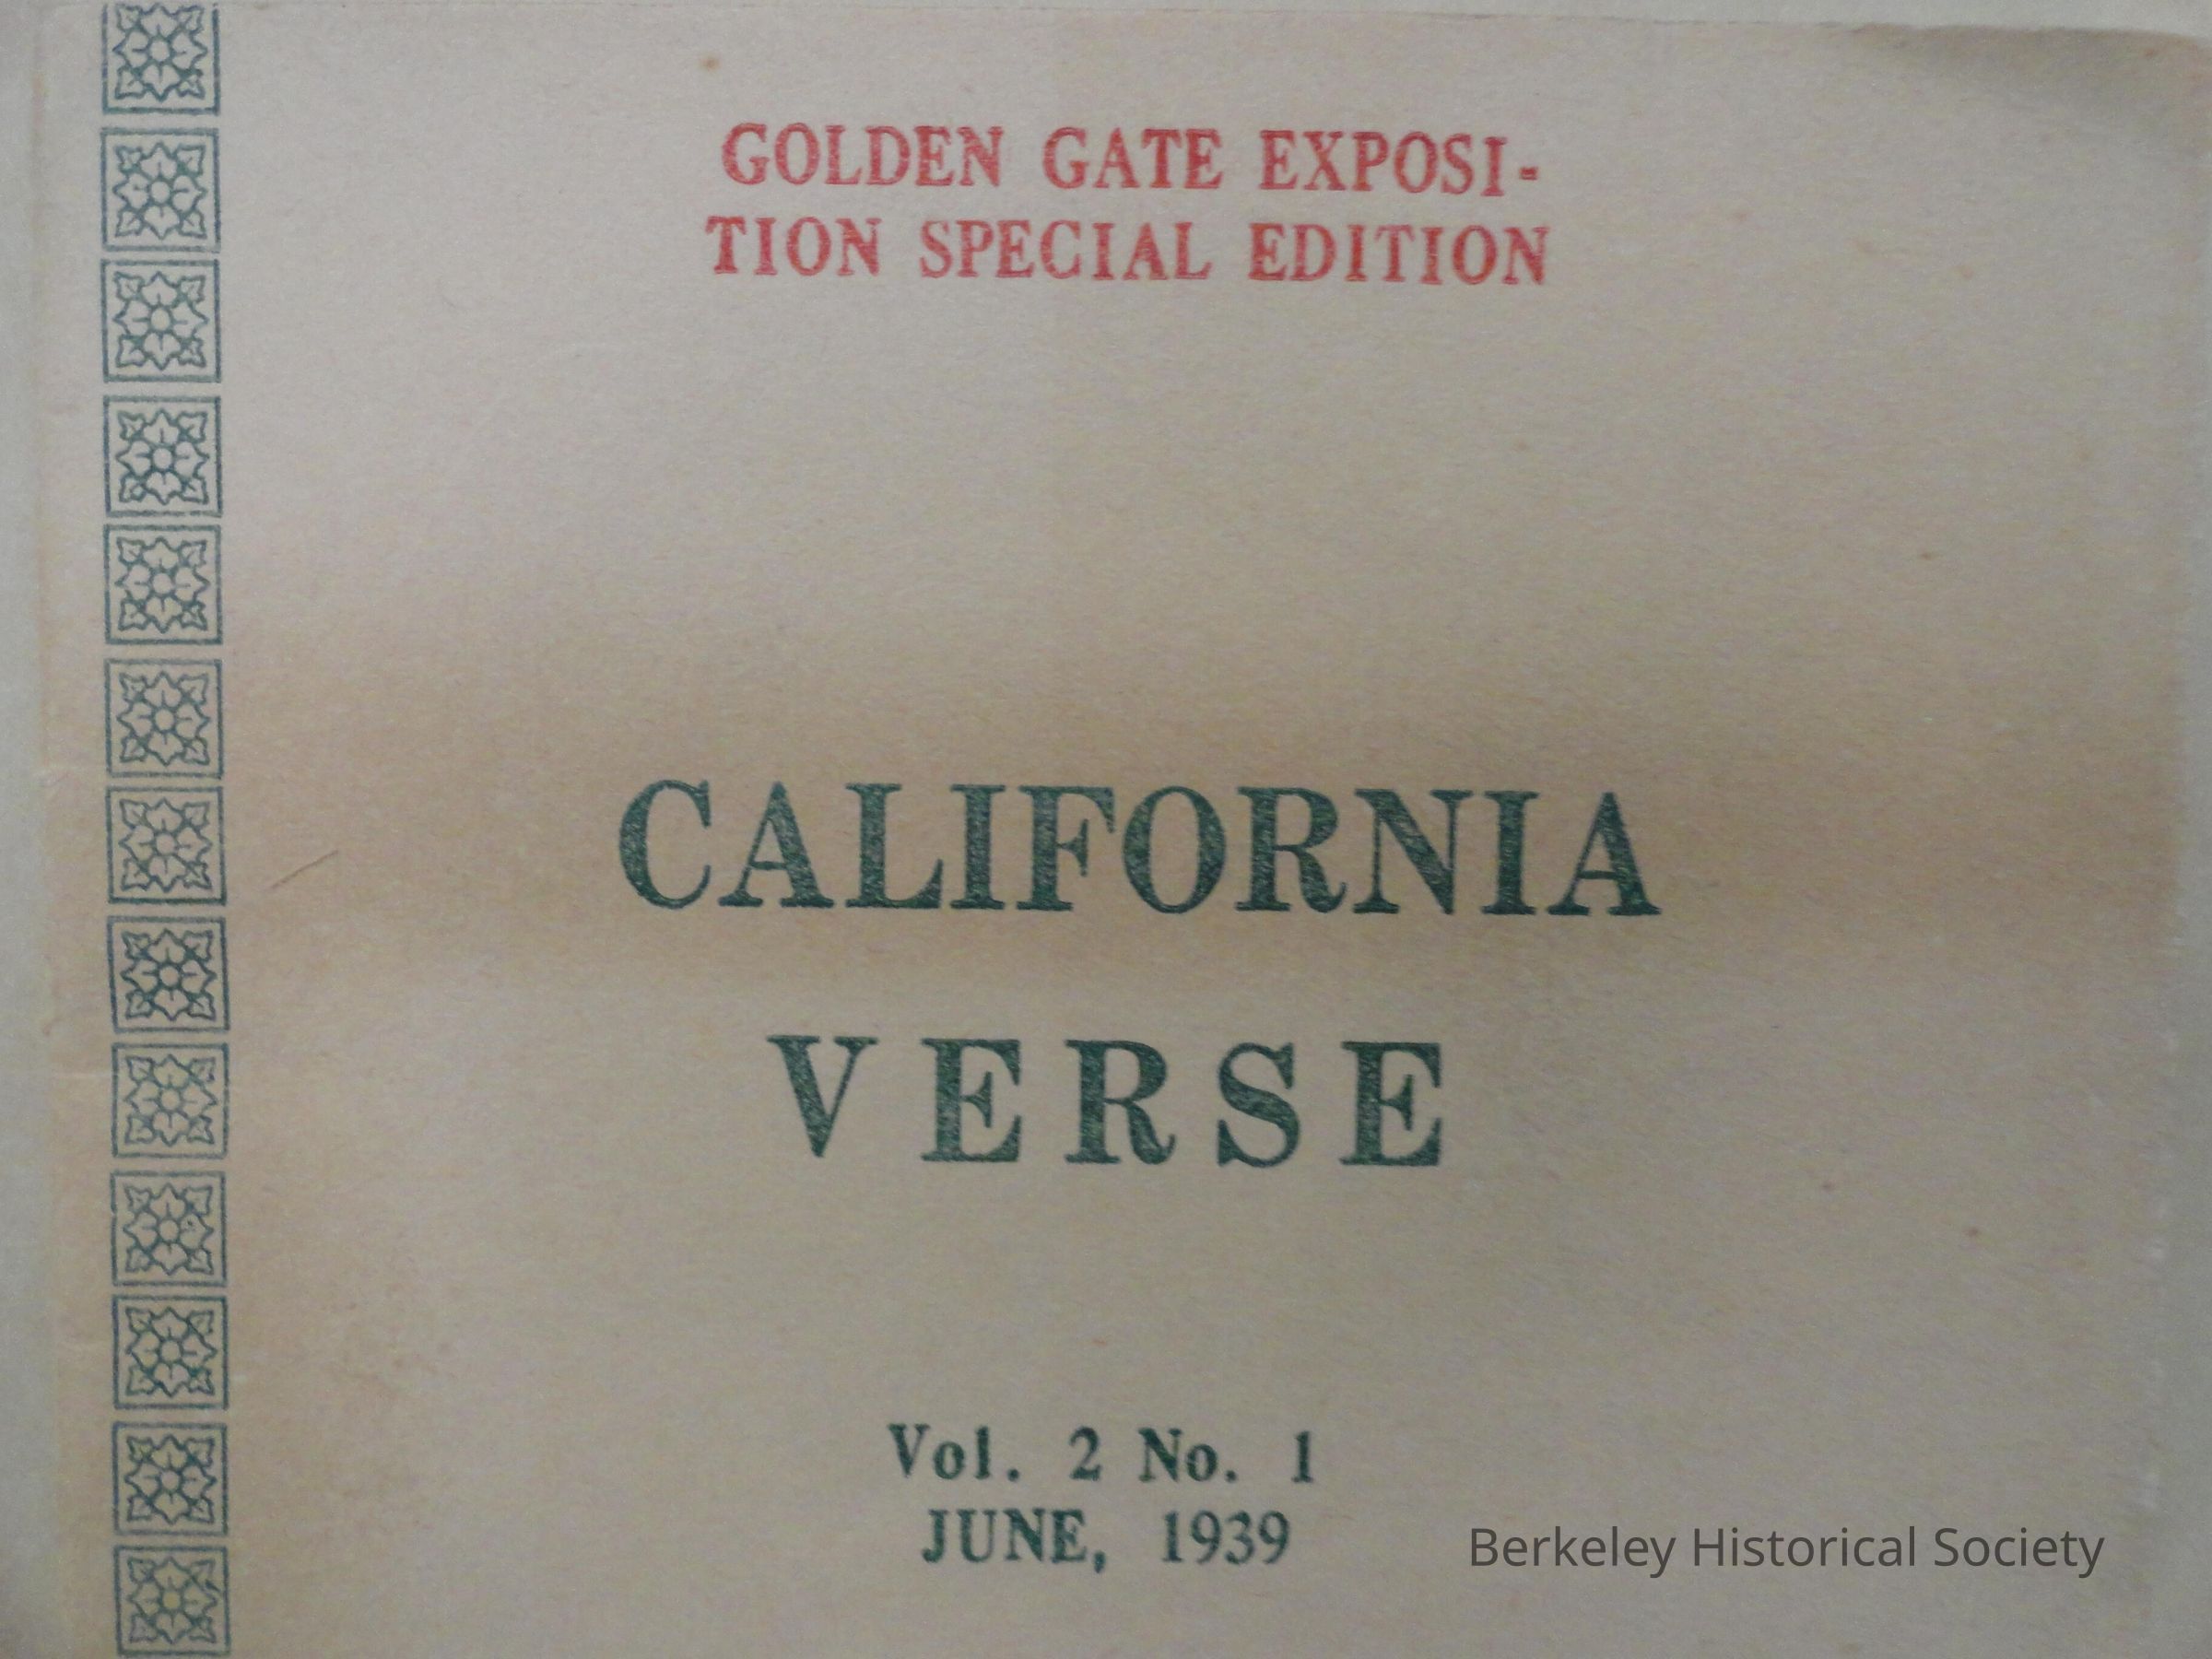 GOLDEN GATE EXPOSI-
TION SPECIAL EDITION
CALIFORNIA
VERSE
Vol. 2 No. 1
JUNE, 1939
Berkeley Historical Society